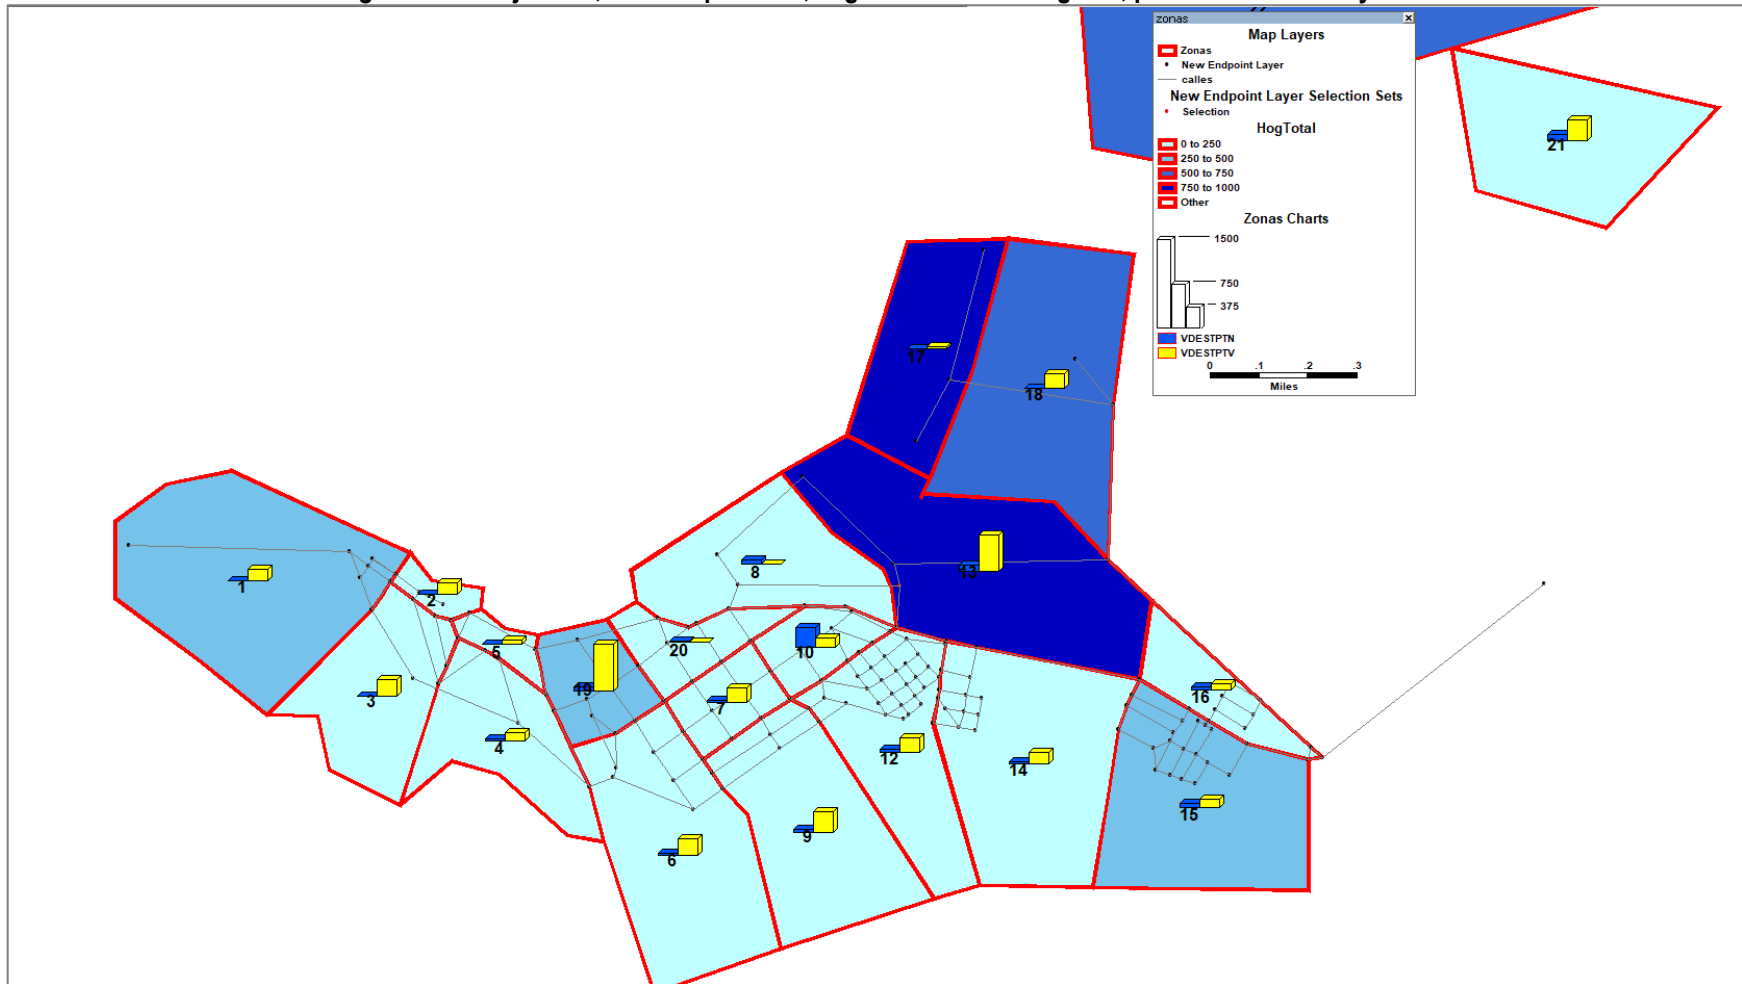 zonas
Map Layers
Zonas
New Endpoint Layer
calles
New Endpoint Layer Selection Sets
Selection
HogTotal
0 to 250
250 to 500
500 to 750
750 to 1000
Other
Zonas Charts
1500
750
375
VDESTPTN
VDESTPTV
0 .1 .2 .3
Miles
21
17
18
8
13
1
2
5
20
10
3
19
7
16
4
12
14
15
9
6